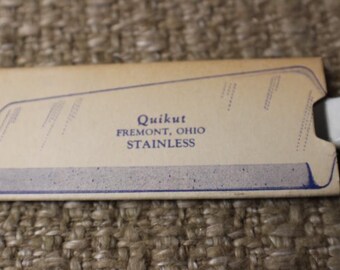 Quikut
FREMONT, OHIO
STAINLESS